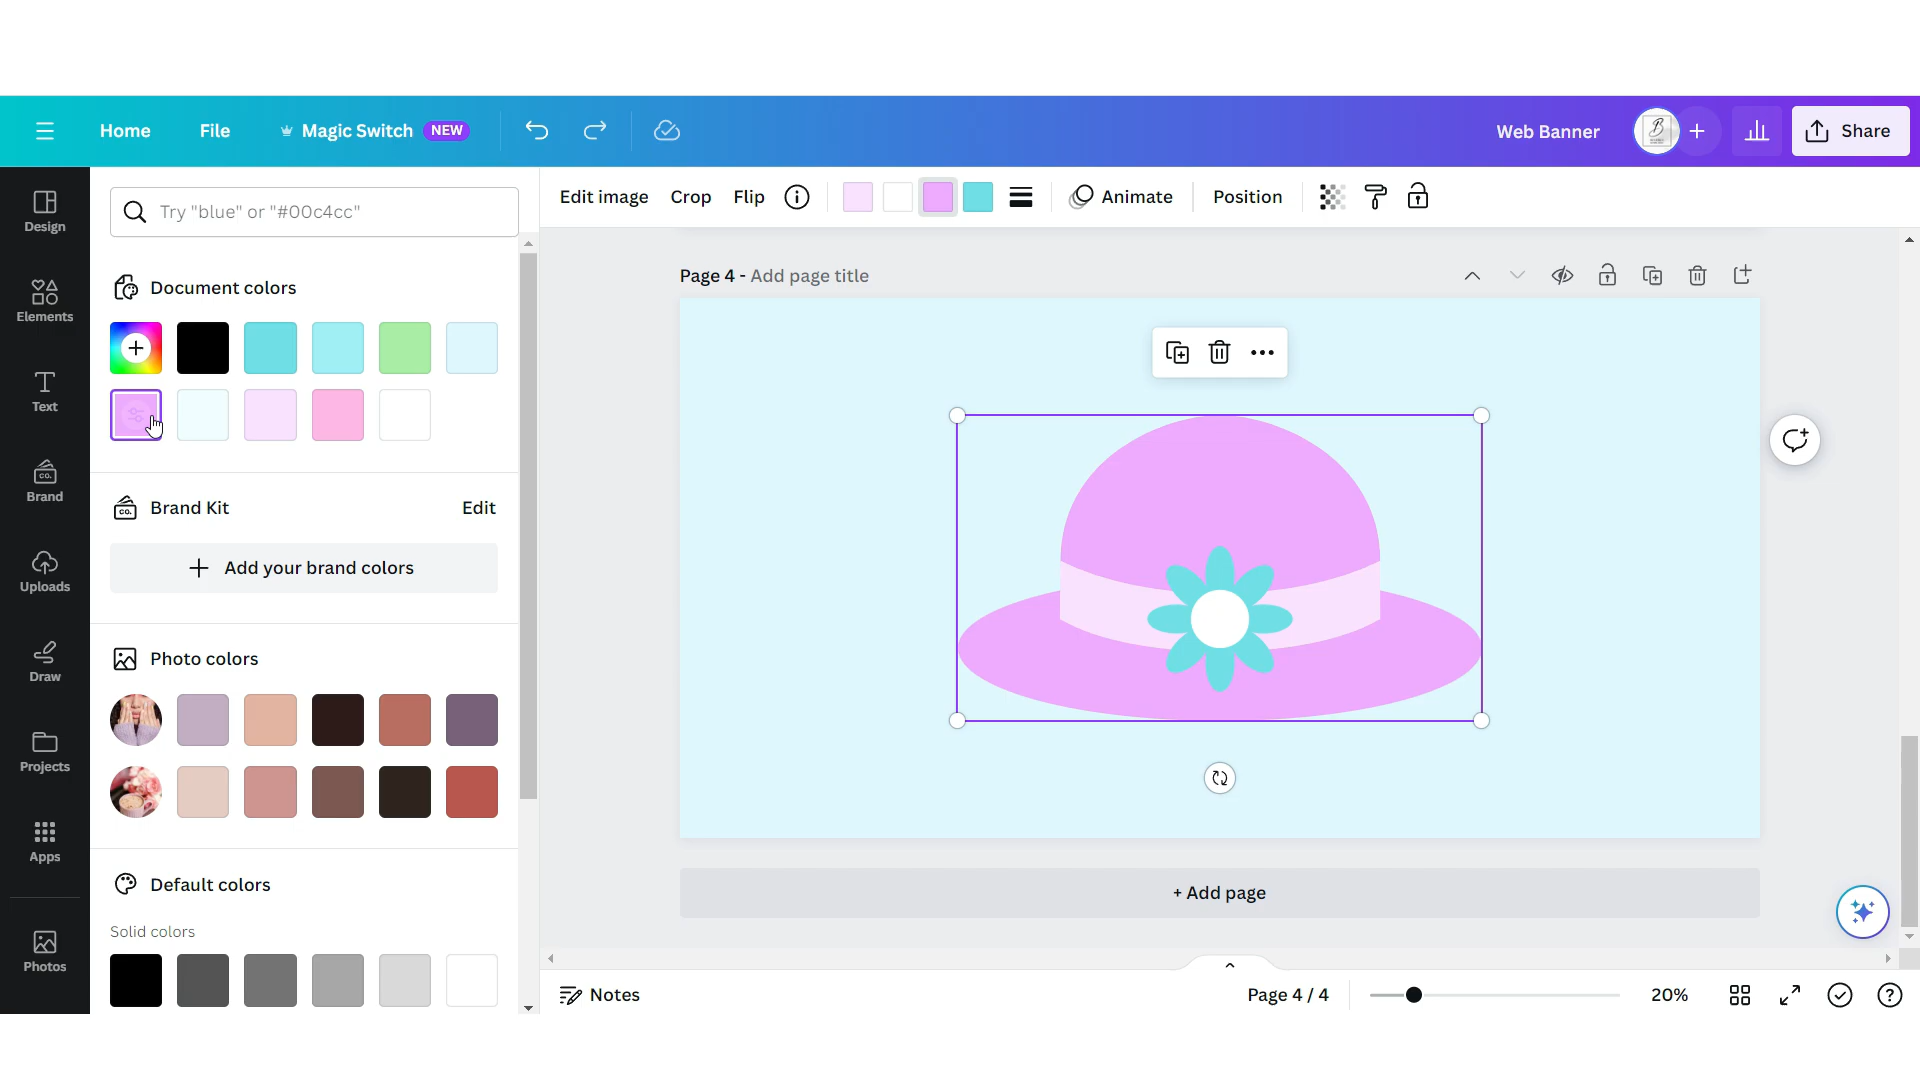 Home File Magic Switch NEW Web Banner Share
Design
Elements
Text
Brand
Uploads
Draw
Projects
Apps
Photos
Try "blue" or "#00c4cc"
Document colors
Brand Kit Edit
Add your brand colors
Photo colors
Default colors
Solid colors
Edit image Crop Flip Animate Position
Page 4 - Add page title
+ Add page
Notes Page 4 / 4 20%